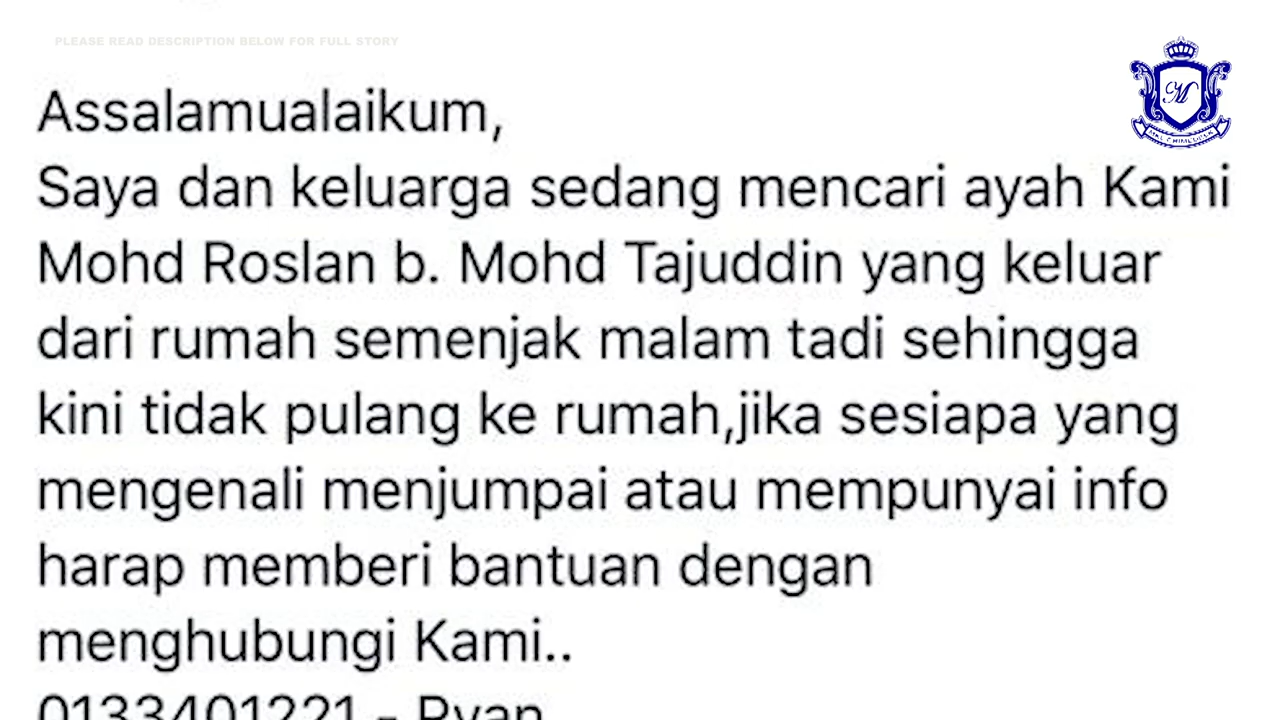 PLEASE READ DESCRIPTION BELOW FOR FULL STORY
M
Assalamualaikum,
Saya dan keluarga sedang mencari ayah Kami
Mohd Roslan b. Mohd Tajuddin yang keluar
dari rumah semenjak malam tadi sehingga
kini tidak pulang ke rumah,jika sesiapa yang
mengenali menjumpai atau mempunyai info
harap memberi bantuan dengan
menghubungi Kami..
0133401221 - Ryan